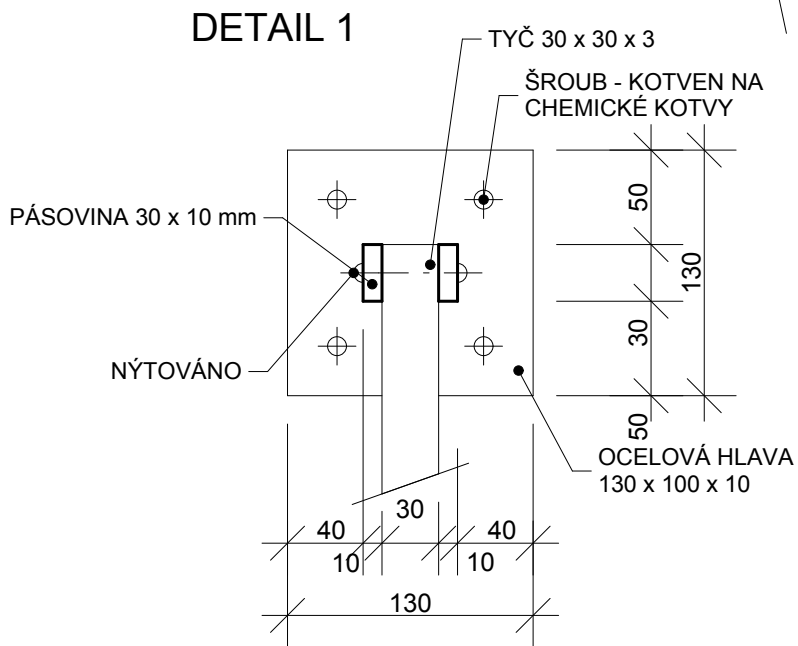 DETAIL 1
TYČ 30 x 30 x 3
ŠROUB - KOTVEN NA
CHEMICKÉ KOTVY
PÁSOVINA 30 x 10 mm
50
130
30
NÝTOVÁNO
50
OCELOVÁ HLAVA
130 x 100 x 10
30
40
40
10
10
130